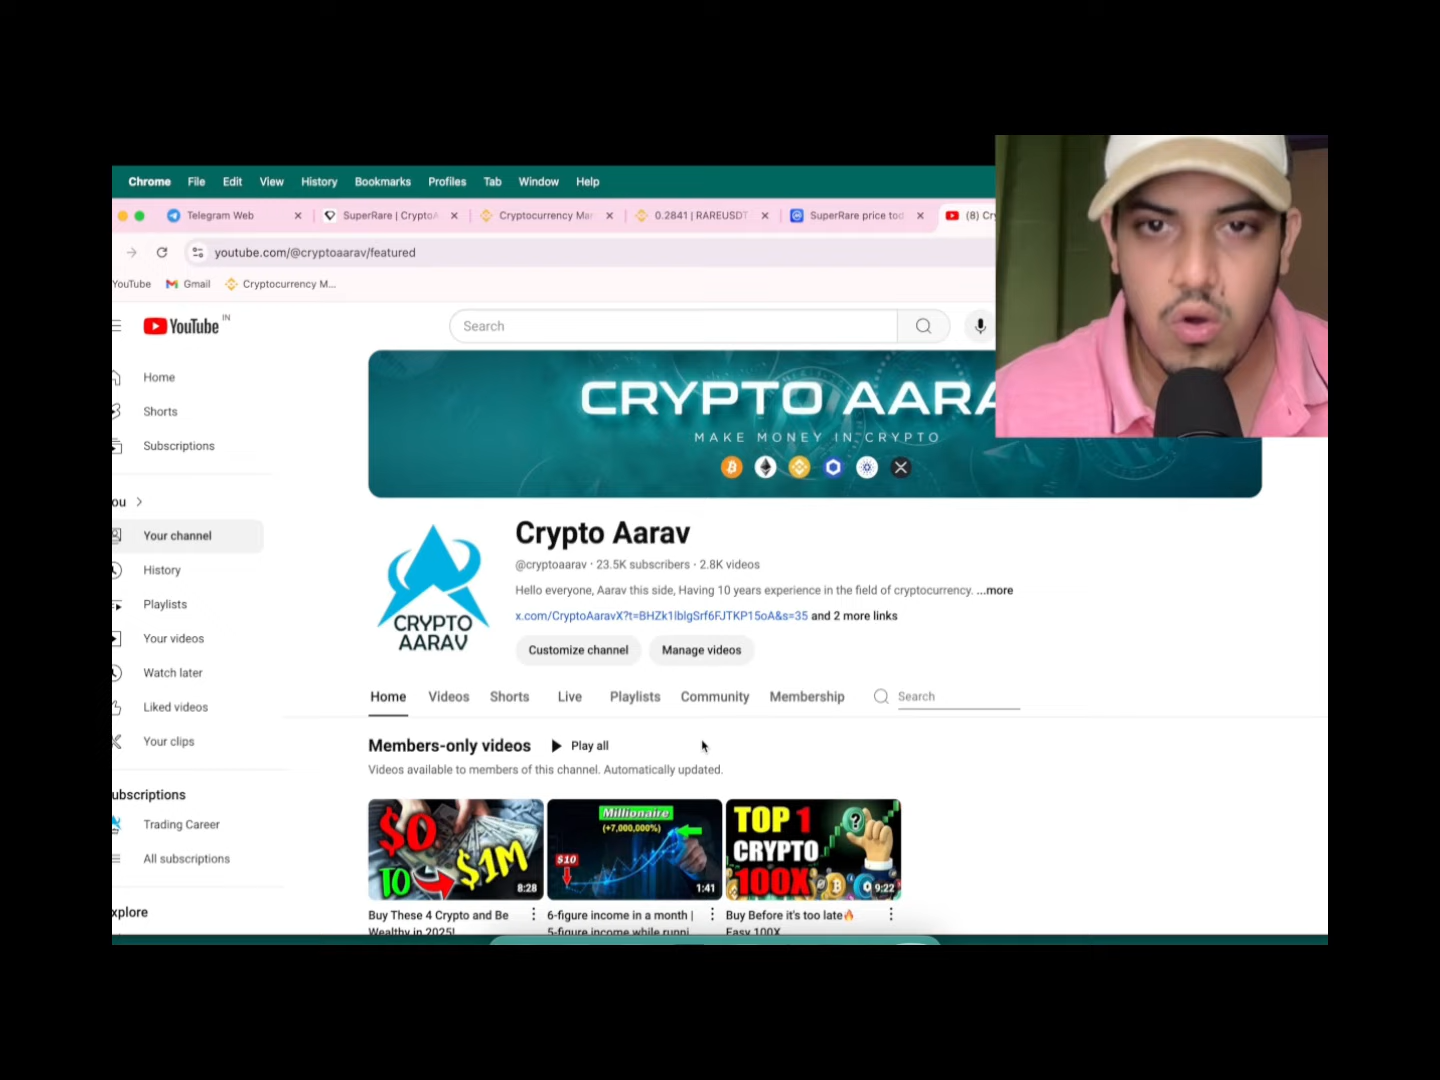 Chrome File Edit View History Bookmarks Profiles Tab Window Help
Telegram Web SuperRare | Crypto Cryptocurrency Mar 0.2841 | RAREUSDT SuperRare price tod (8) Cry
youtube.com/@cryptoaarav/featured
YouTube Gmail Cryptocurrency M...
YouTube IN
Search
Home
Shorts
Subscriptions
ou
Your channel
History
Playlists
Your videos
Watch later
Liked videos
Your clips
ubscriptions
Trading Career
All subscriptions
xplore
CRYPTO AARA
MAKE MONEY IN CRYPTO
CRYPTO
AARAV
Crypto Aarav
@cryptoaarav · 23.5K subscribers · 2.8K videos
Hello everyone, Aarav this side, Having 10 years experience in the field of cryptocurrency. ...more
x.com/CryptoAaravX?t=BHZk1lblgSrf6FJTKP15oA&s=35 and 2 more links
Customize channel Manage videos
Home Videos Shorts Live Playlists Community Membership Search
Members-only videos Play all
Videos available to members of this channel. Automatically updated.
$0
TO $1M
8:28
Millionaire
(+7,000,000%)
$10
1:41
TOP 1
CRYPTO
100X
9:22
Buy These 4 Crypto and Be
Wealthy in 2025!
6-figure income in a month |
5-figure income while runni
Buy Before it's too late🔥
Easy 100X